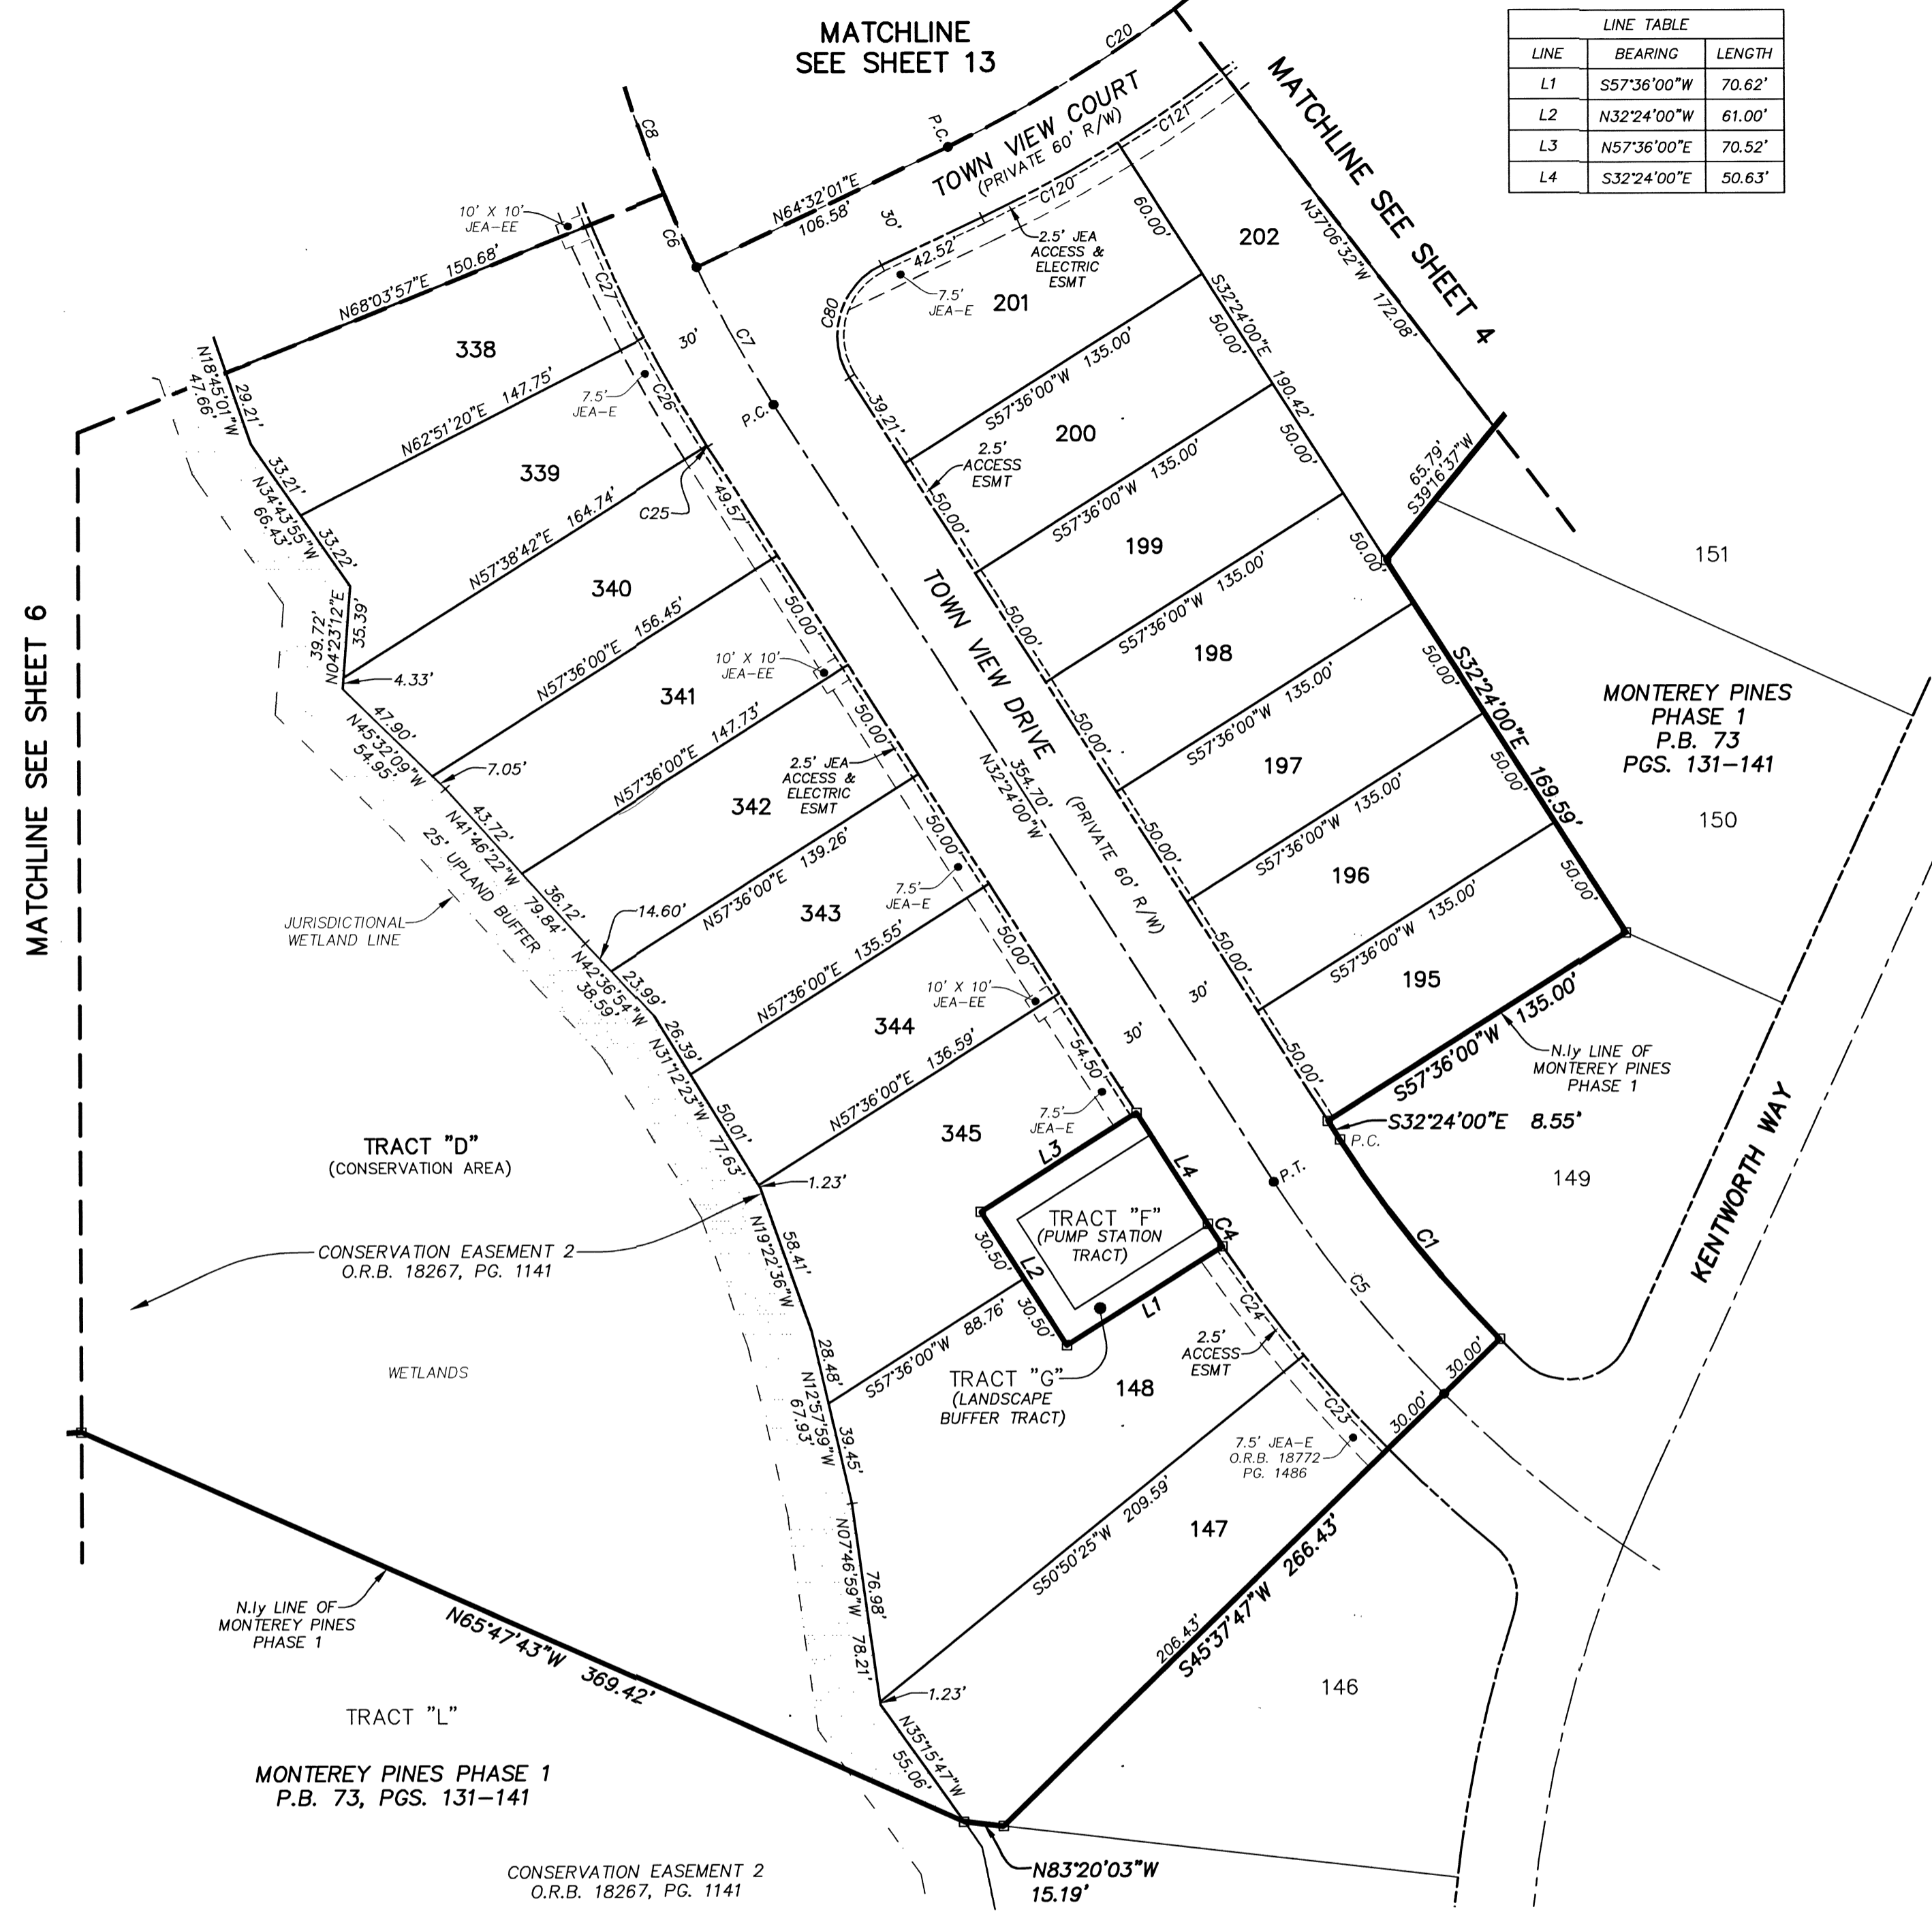 MATCHLINE
SEE SHEET 13
LINE TABLE
LINE BEARING LENGTH
L1 S57°36'00"W 70.62'
L2 N32°24'00"W 61.00'
L3 N57°36'00"E 70.52'
L4 S32°24'00"E 50.63'
C20
MATCHLINE SEE SHEET 4
N37°06'32"W 172.08'
C8
P.C.
TOWN VIEW COURT
(PRIVATE 60' R/W)
C121
C120
N64°32'01"E
106.58'
30'
C6
10' X 10'
JEA-EE
C27
N68°03'57"E 150.68'
42.52'
2.5' JEA
ACCESS &
ELECTRIC
ESMT
60.00'
202
7.5'
JEA-E
201
C80
338
30'
C7
N18°45'01"W
47.66'
29.21'
N62°51'20"E 147.75'
7.5'
JEA-E
C26
P.C.
S32°24'00"E
190.42'
50.00'
S57°36'00"W 135.00'
39.21'
200
2.5'
ACCESS
ESMT
50.00'
65.79'
S39°16'37"W
339
33.21'
N34°43'55"W
66.43'
33.22'
N57°38'42"E 164.74'
C25
49.57'
50.00'
S57°36'00"W 135.00'
199
50.00'
151
340
39.72'
N04°23'12"E
35.39'
4.33'
N57°36'00"E 156.45'
50.00'
TOWN VIEW DRIVE
(PRIVATE 60' R/W)
354.70'
N32°24'00"W
50.00'
S57°36'00"W 135.00'
198
50.00'
S32°24'00"E 169.59'
MONTEREY PINES
PHASE 1
P.B. 73
PGS. 131-141
150
MATCHLINE SEE SHEET 6
10' X 10'
JEA-EE
341
47.90'
N45°32'09"W
54.95'
7.05'
N57°36'00"E 147.73'
50.00'
2.5' JEA
ACCESS &
ELECTRIC
ESMT
50.00'
S57°36'00"W 135.00'
197
50.00'
342
43.72'
N41°46'22"W
79.84'
36.12'
25' UPLAND BUFFER
N57°36'00"E 139.26'
50.00'
7.5'
JEA-E
50.00'
S57°36'00"W 135.00'
196
50.00'
JURISDICTIONAL
WETLAND LINE
14.60'
343
N42°36'54"W
38.59'
23.99'
N57°36'00"E 135.55'
50.00'
50.00'
S57°36'00"W 135.00'
195
10' X 10'
JEA-EE
344
26.39'
N31°12'23"W
77.63'
50.01'
N57°36'00"E 136.59'
54.50'
30'
30'
50.00'
S57°36'00"W 135.00'
N.ly LINE OF
MONTEREY PINES
PHASE 1
S32°24'00"E 8.55'
P.C.
7.5'
JEA-E
345
L3
L4
P.T.
149
KENTWORTH WAY
TRACT "D"
(CONSERVATION AREA)
1.23'
CONSERVATION EASEMENT 2
O.R.B. 18267, PG. 1141
N19°22'36"W
58.41'
TRACT "F"
(PUMP STATION
TRACT)
C4
C1
30.50'
L2
30.50'
L1
C5
C24
2.5'
ACCESS
ESMT
WETLANDS
28.48'
N12°57'59"W
67.93'
39.45'
S57°36'00"W 88.76'
TRACT "G"
(LANDSCAPE
BUFFER TRACT)
148
30.00'
30.00'
C23
7.5' JEA-E
O.R.B. 18772
PG. 1486
S50°50'25"W 209.59'
147
S45°37'47"W 266.43'
206.43'
N07°46'59"W
78.21'
76.98'
1.23'
N.ly LINE OF
MONTEREY PINES
PHASE 1
N65°47'43"W 369.42'
146
TRACT "L"
N35°15'47"W
55.06'
MONTEREY PINES PHASE 1
P.B. 73, PGS. 131-141
N83°20'03"W
15.19'
CONSERVATION EASEMENT 2
O.R.B. 18267, PG. 1141